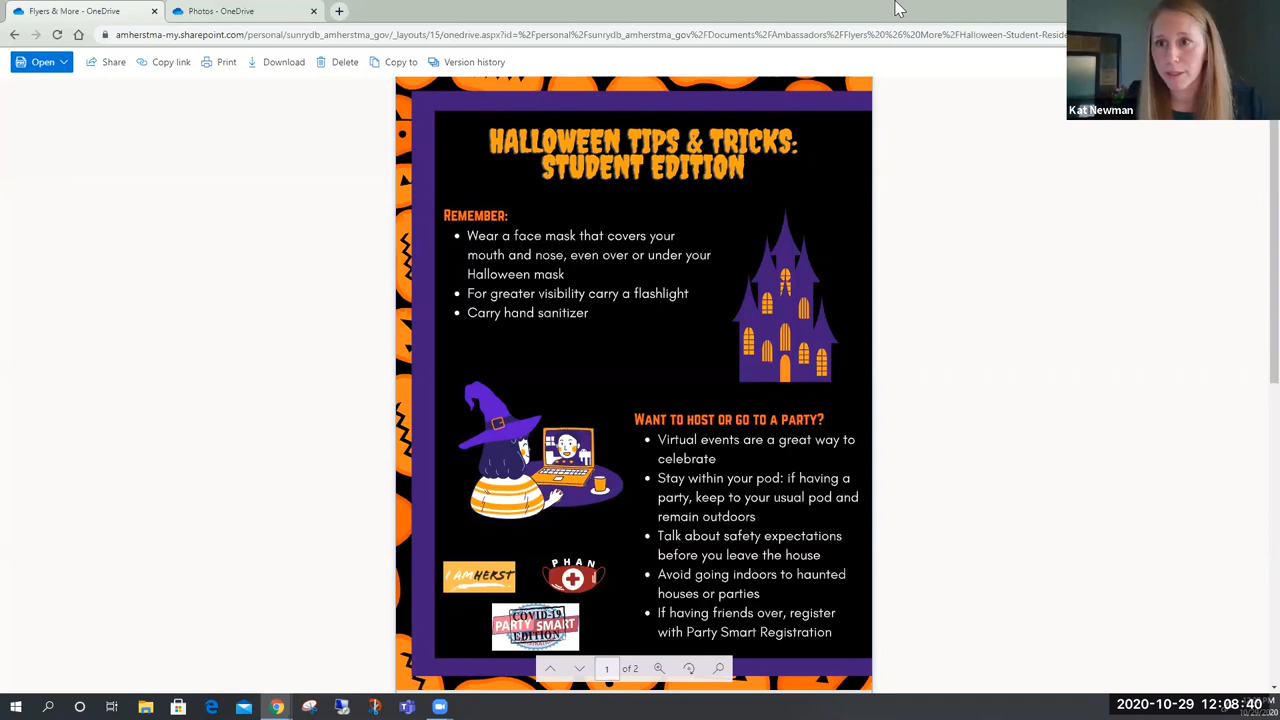 Flyers & More - OneDrive
Photos - OneDrive
amherstma-my.sharepoint.com/personal/sunrydb_amherstma_gov/_layouts/15/onedrive.aspx?id=%2Fpersonal%2Fsunrydb_amherstma_gov%2FDocuments%2FAmbassadors%2FFlyers%20%26%20More%2FHalloween-Student-Reside
Open
Share
Copy link
Print
Download
Delete
Copy to
Version history
Kat Newman
HALLOWEEN TIPS & TRICKS:
STUDENT EDITION
REMEMBER:
• Wear a face mask that covers your
mouth and nose, even over or under your
Halloween mask
• For greater visibility carry a flashlight
• Carry hand sanitizer
WANT TO HOST OR GO TO A PARTY?
• Virtual events are a great way to
celebrate
• Stay within your pod: if having a
party, keep to your usual pod and
remain outdoors
• Talk about safety expectations
before you leave the house
• Avoid going indoors to haunted
houses or parties
• If having friends over, register
with Party Smart Registration
I AMHERST
PHAN
COVID-19
PARTY SMART
EDITION
1 of 2
2020-10-29 12:08:40